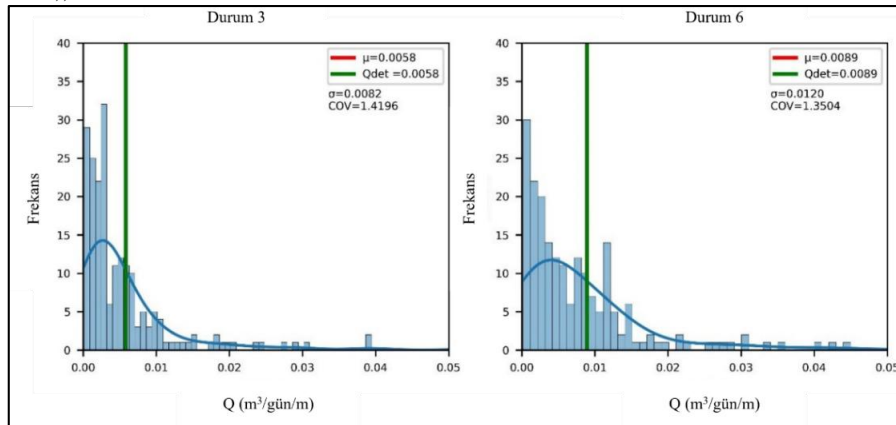 Durum 3
Durum 6
40
35
30
25
20
15
10
5
0
Frekans
0.00
0.01
0.02
0.03
0.04
0.05
Q (m³/gün/m)
μ=0.0058
Qdet =0.0058
σ=0.0082
COV=1.4196
40
35
30
25
20
15
10
5
0
Frekans
0.00
0.01
0.02
0.03
0.04
0.05
Q (m³/gün/m)
μ=0.0089
Qdet=0.0089
σ=0.0120
COV=1.3504